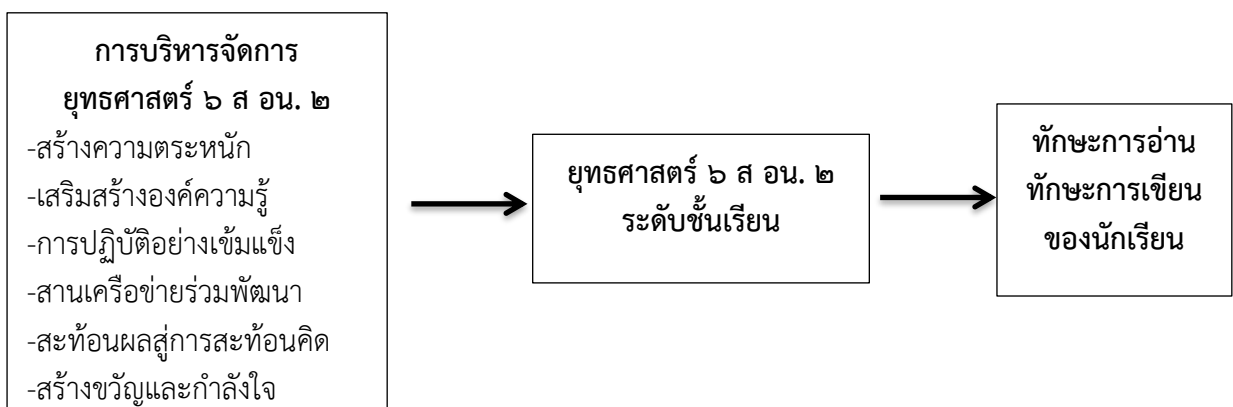 การบริหารจัดการ
ยุทธศาสตร์ ๖ ส อน. ๒
-สร้างความตระหนัก
-เสริมสร้างองค์ความรู้
-การปฏิบัติอย่างเข้มแข็ง
-สานเครือข่ายร่วมพัฒนา
-สะท้อนผลสู่การสะท้อนคิด
-สร้างขวัญและกำลังใจ
ยุทธศาสตร์ ๖ ส อน. ๒
ระดับชั้นเรียน
ทักษะการอ่าน
ทักษะการเขียน
ของนักเรียน